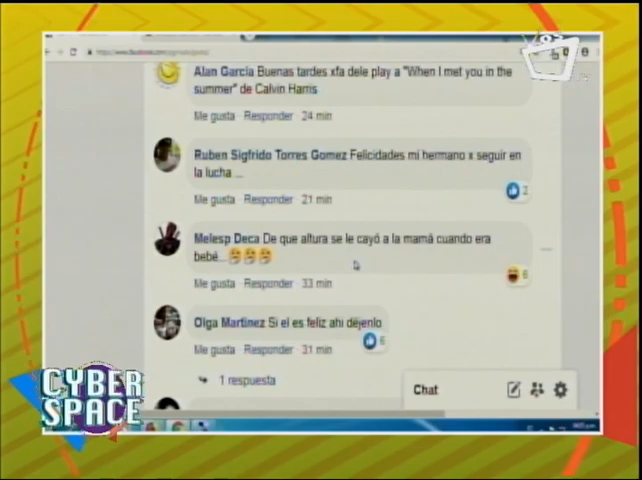 Alan Garcia Buenas tardes xfa dele play a "When I met you in the
summer" de Calvin Harris
Me gusta · Responder · 24 min
Ruben Sigfrido Torres Gomez Felicidades mi hermano x seguir en
la lucha ...
2
Me gusta · Responder · 21 min
Melesp Deca De que altura se le cayó a la mamá cuando era
bebé...
6
Me gusta · Responder · 33 min
Olga Martinez Si el es feliz ahi déjenlo
6
Me gusta · Responder · 31 min
1 respuesta
Chat
CYBER
SPACE